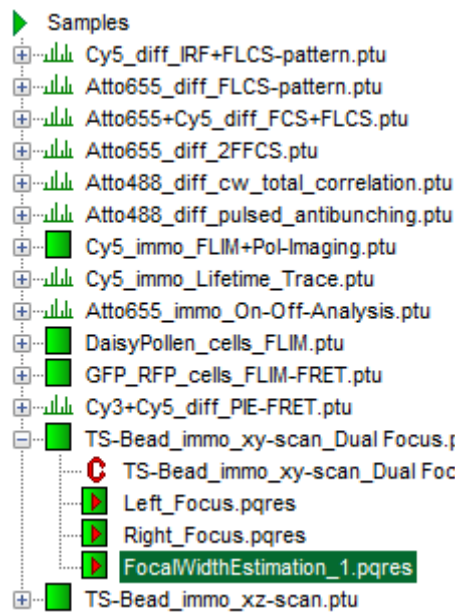 Samples
Cy5_diff_IRF+FLCS-pattern.ptu
Atto655_diff_FLCS-pattern.ptu
Atto655+Cy5_diff_FCS+FLCS.ptu
Atto655_diff_2FFCS.ptu
Atto488_diff_cw_total_correlation.ptu
Atto488_diff_pulsed_antibunching.ptu
Cy5_immo_FLIM+Pol-Imaging.ptu
Cy5_immo_Lifetime_Trace.ptu
Atto655_immo_On-Off-Analysis.ptu
DaisyPollen_cells_FLIM.ptu
GFP_RFP_cells_FLIM-FRET.ptu
Cy3+Cy5_diff_PIE-FRET.ptu
TS-Bead_immo_xy-scan_Dual Focus.p
C TS-Bead_immo_xy-scan_Dual Foc
Left_Focus.pqres
Right_Focus.pqres
FocalWidthEstimation_1.pqres
TS-Bead_immo_xz-scan.ptu